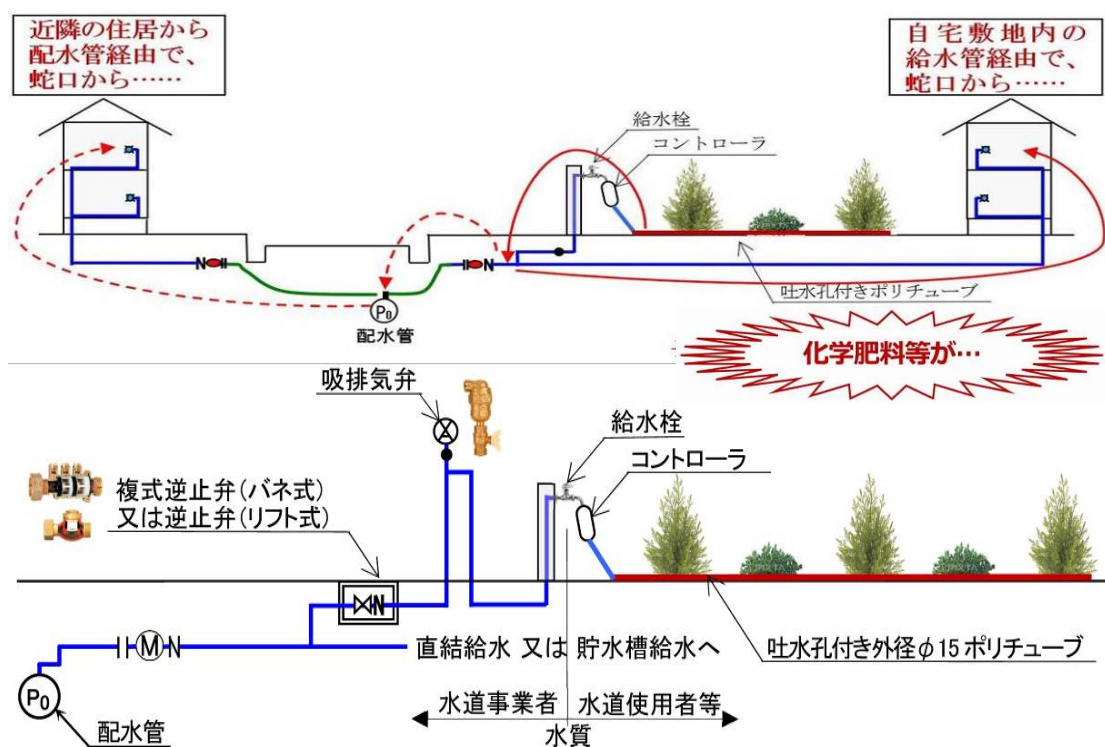 近隣の住居から
配水管経由で、
蛇口から……
自宅敷地内の
給水管経由で、
蛇口から……
給水栓
コントローラ
N
N
P₀
配水管
吐水孔付きポリチューブ
化学肥料等が…
吸排気弁
給水栓
コントローラ
複式逆止弁(バネ式)
又は逆止弁(リフト式)
N
M
N
直結給水 又は 貯水槽給水へ
吐水孔付き外径φ15ポリチューブ
P₀
配水管
水道事業者
水道使用者等
水質